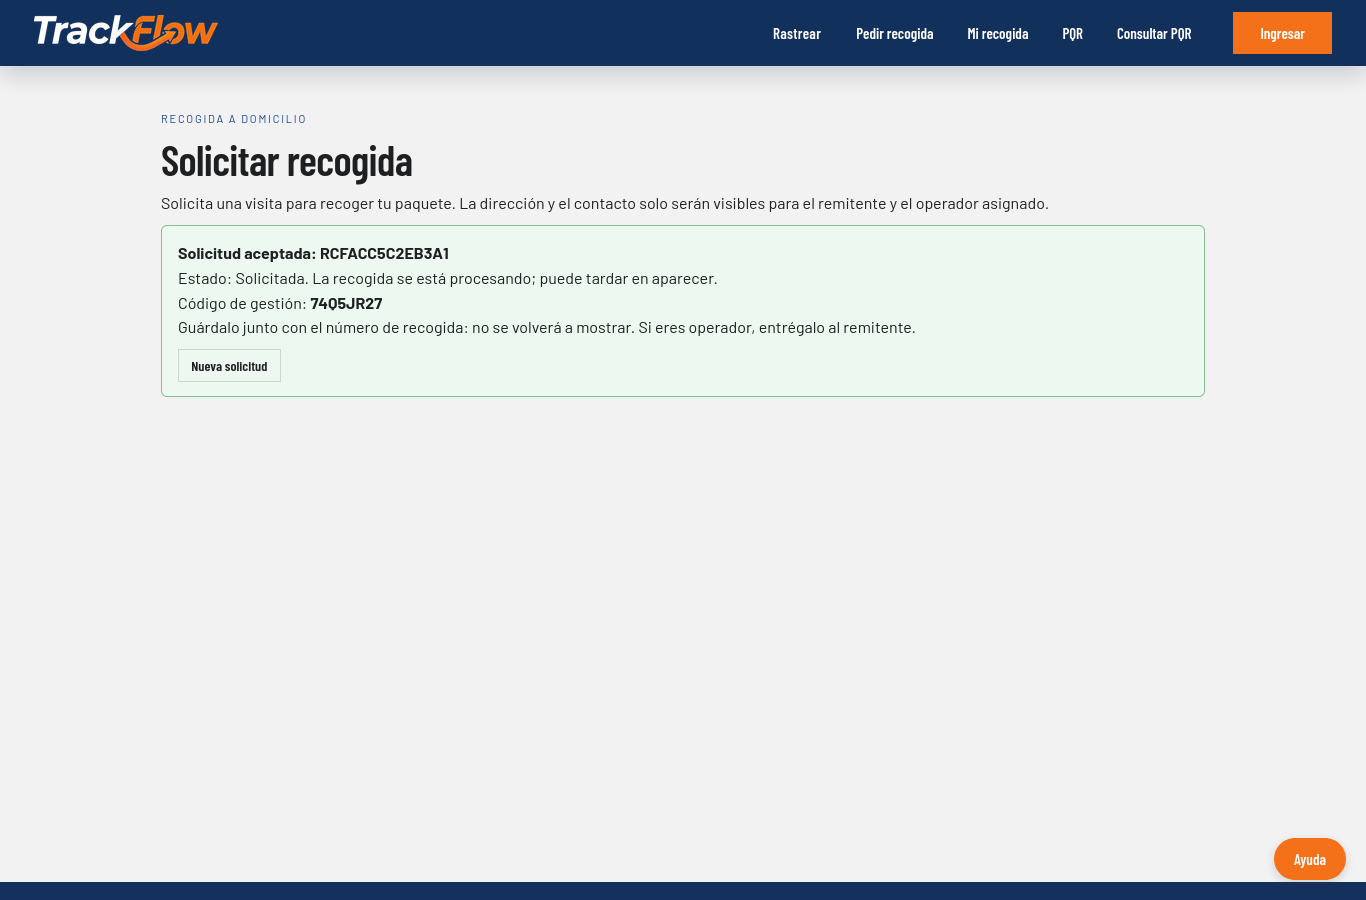 TrackFlow
Rastrear
Pedir recogida
Mi recogida
PQR
Consultar PQR
Ingresar
RECOGIDA A DOMICILIO
Solicitar recogida
Solicita una visita para recoger tu paquete. La dirección y el contacto solo serán visibles para el remitente y el operador asignado.
Solicitud aceptada: RCFACC5C2EB3A1
Estado: Solicitada. La recogida se está procesando; puede tardar en aparecer.
Código de gestión: 74Q5JR27
Guárdalo junto con el número de recogida: no se volverá a mostrar. Si eres operador, entrégalo al remitente.
Nueva solicitud
Ayuda